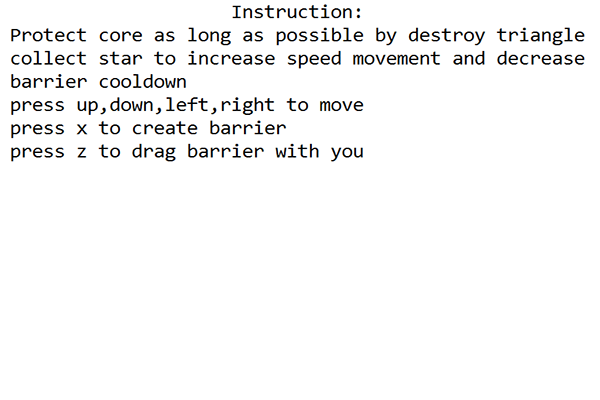 Instruction:
Protect core as long as possible by destroy triangle
collect star to increase speed movement and decrease
barrier cooldown
press up,down,left,right to move
press x to create barrier
press z to drag barrier with you